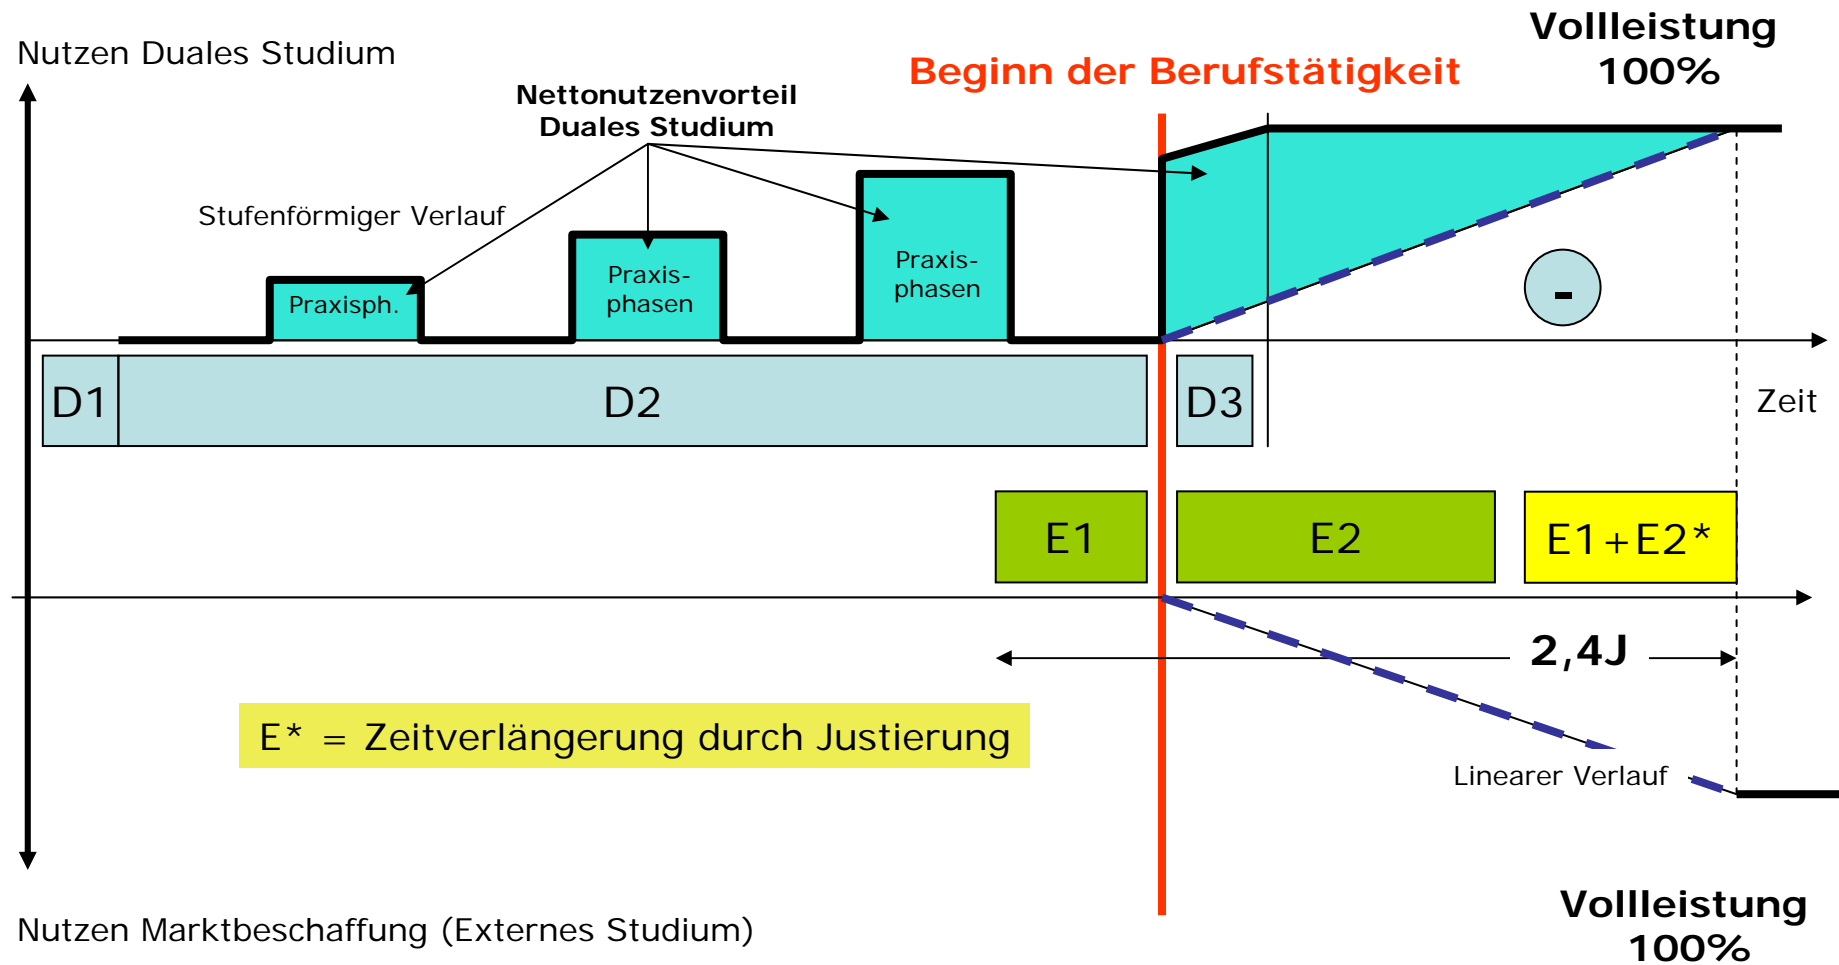 Nutzen Duales Studium
Vollleistung
100%
Beginn der Berufstätigkeit
Nettonutzenvorteil
Duales Studium
Stufenförmiger Verlauf
Praxisph.
Praxis-
phasen
Praxis-
phasen
-
D1
D2
D3
Zeit
E1
E2
E1+E2*
2,4J
E* = Zeitverlängerung durch Justierung
Linearer Verlauf
Nutzen Marktbeschaffung (Externes Studium)
Vollleistung
100%